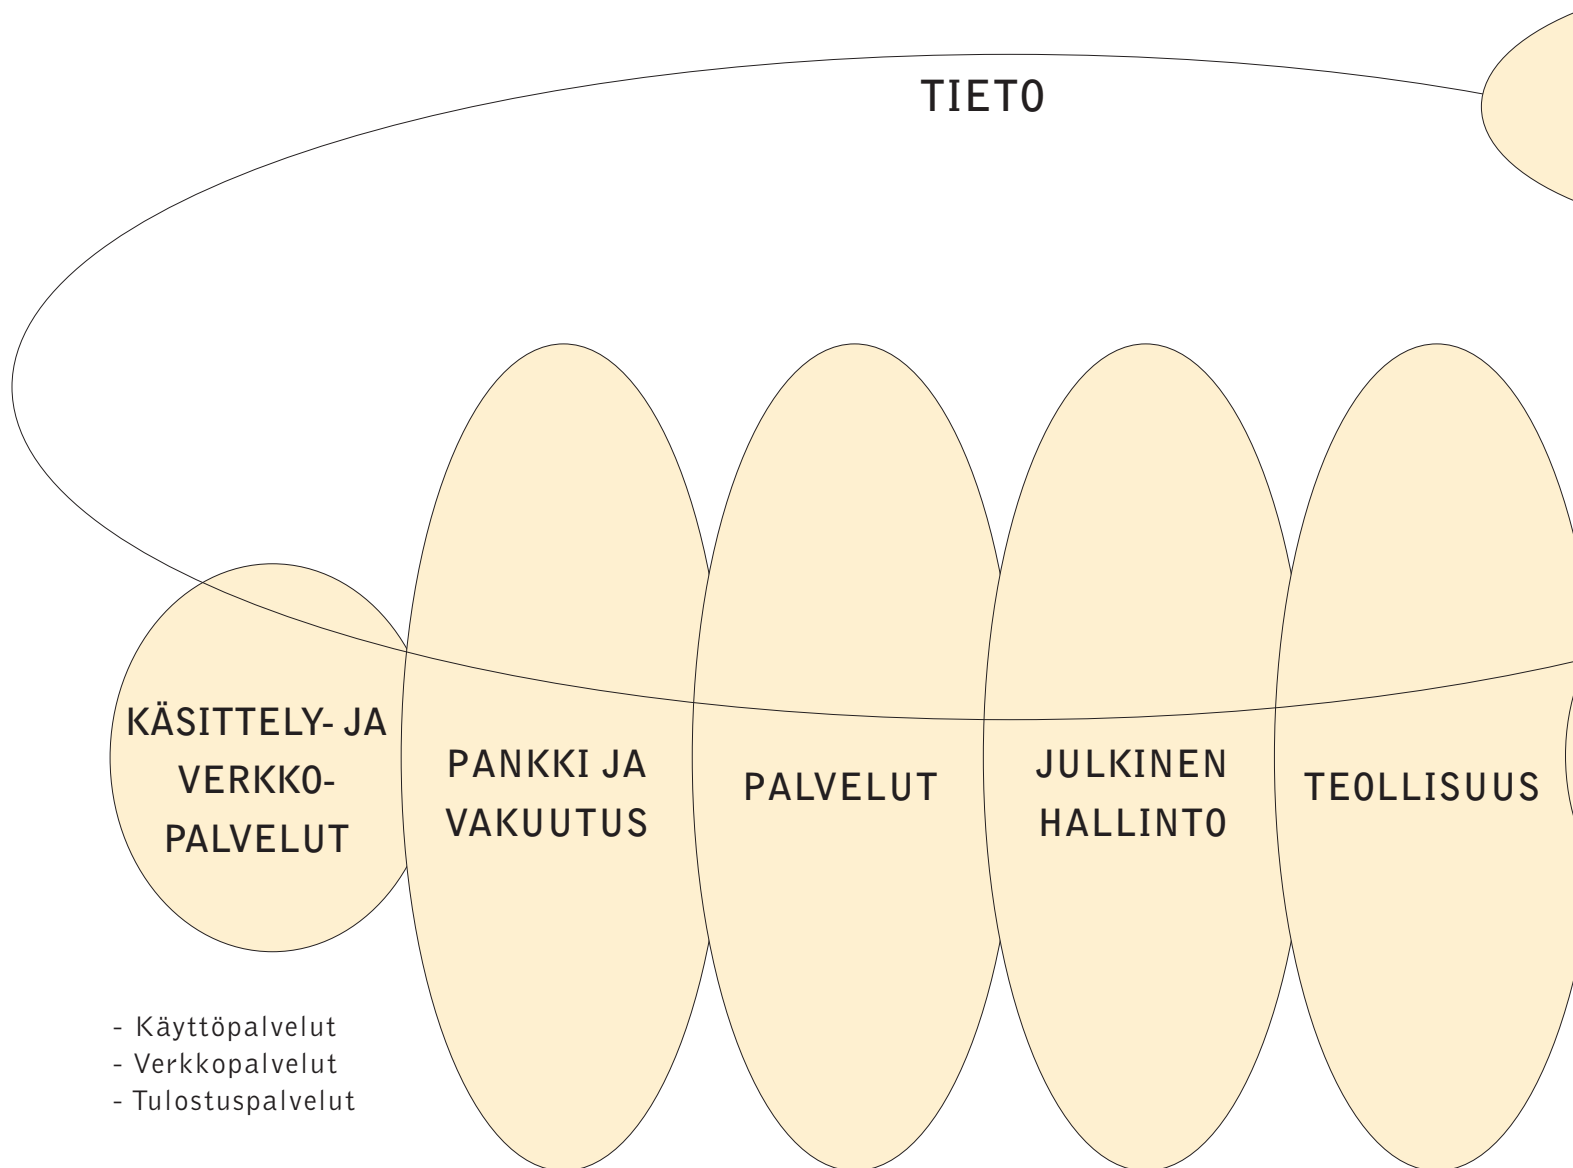 TIETO
KÄSITTELY- JA
VERKKO-
PALVELUT
PANKKI JA
VAKUUTUS
PALVELUT
JULKINEN
HALLINTO
TEOLLISUUS
- Käyttöpalvelut
- Verkkopalvelut
- Tulostuspalvelut